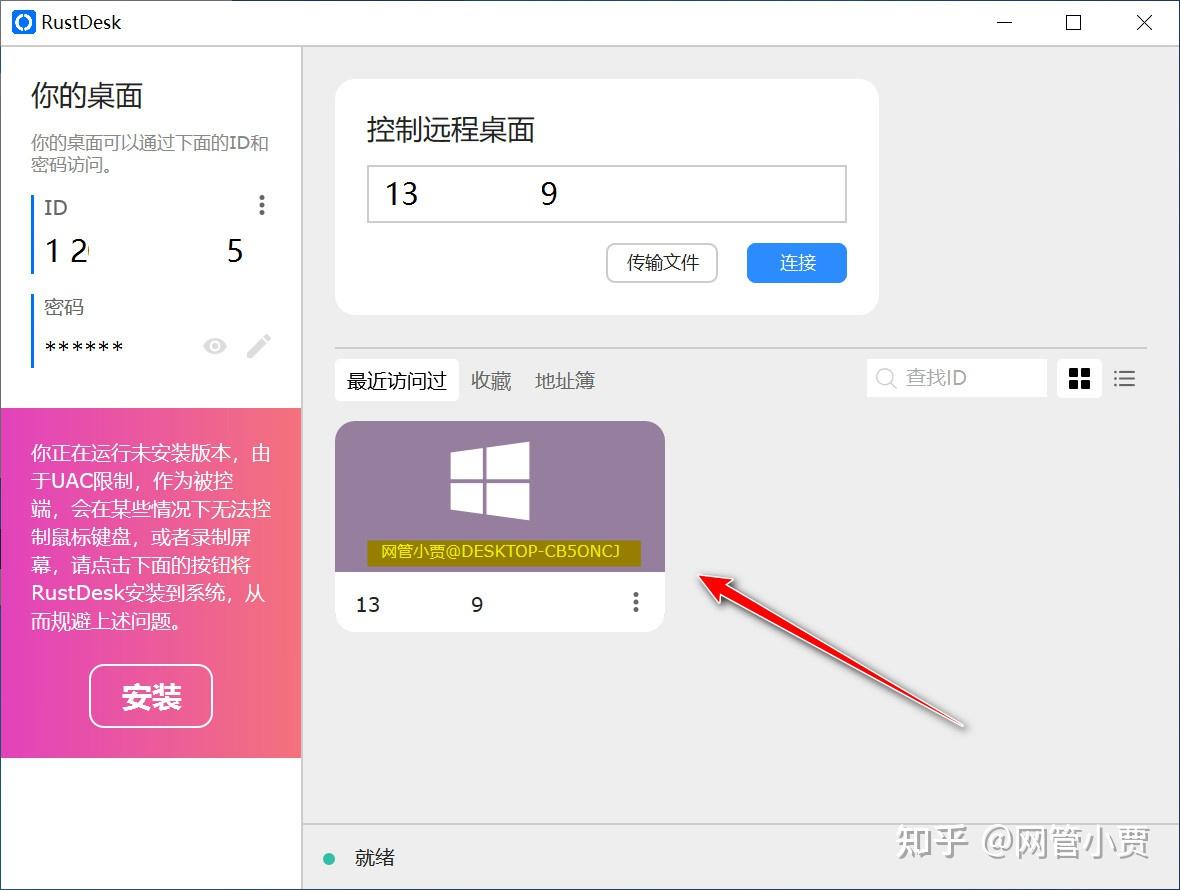 RustDesk
你的桌面
你的桌面可以通过下面的ID和
密码访问。
ID
1 2 5
密码
******
你正在运行未安装版本，由
于UAC限制，作为被控
端，会在某些情况下无法控
制鼠标键盘，或者录制屏
幕，请点击下面的按钮将
RustDesk安装到系统，从
而规避上述问题。
安装
控制远程桌面
13 9
传输文件 连接
最近访问过 收藏 地址簿 查找ID
网管小贾@DESKTOP-CB5ONCJ
13 9
就绪
知乎 @网管小贾